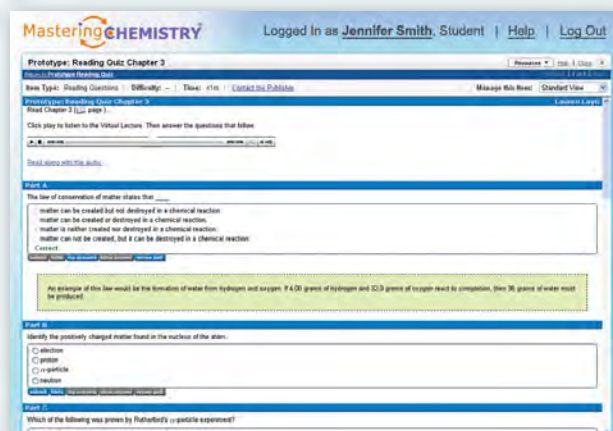 MasteringCHEMISTRY
Logged In as Jennifer Smith, Student | Help | Log Out
Prototype: Reading Quiz Chapter 3
Resources
Return to Prototype Reading Quiz
Item Type: Reading Questions | Difficulty: -- | Time: <1m | Contact the Publisher
Manage this Item: Standard View
Prototype: Reading Quiz Chapter 3
Read Chapter 3 ( page ).
Click play to listen to the Virtual Lecture. Then answer the questions that follow.
Read along with the audio.
Part A
The law of conservation of matter states that ____
matter can be created but not destroyed in a chemical reaction.
matter can be created or destroyed in a chemical reaction.
matter is neither created nor destroyed in a chemical reaction.
matter can not be created, but it can be destroyed in a chemical reaction.
Correct
An example of this law would be the formation of water from hydrogen and oxygen. If 4.00 grams of hydrogen and 32.0 grams of oxygen react to completion, then 36 grams of water must
be produced.
Part B
Identify the positively charged matter found in the nucleus of the atom.
electron
proton
α-particle
neutron
Part C
Which of the following was proven by Rutherford's α-particle experiment?